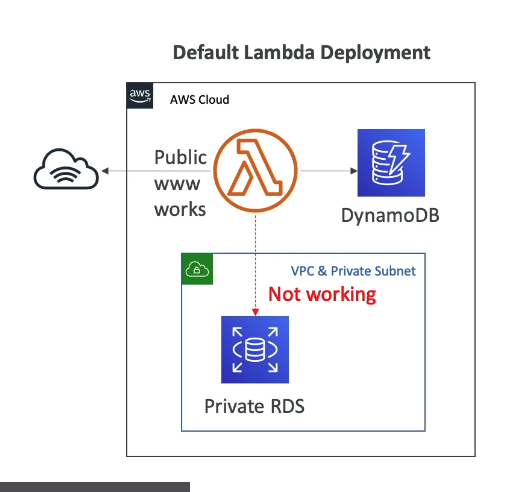 Default Lambda Deployment
aws
AWS Cloud
Public
www
works
DynamoDB
VPC & Private Subnet
Not working
Private RDS